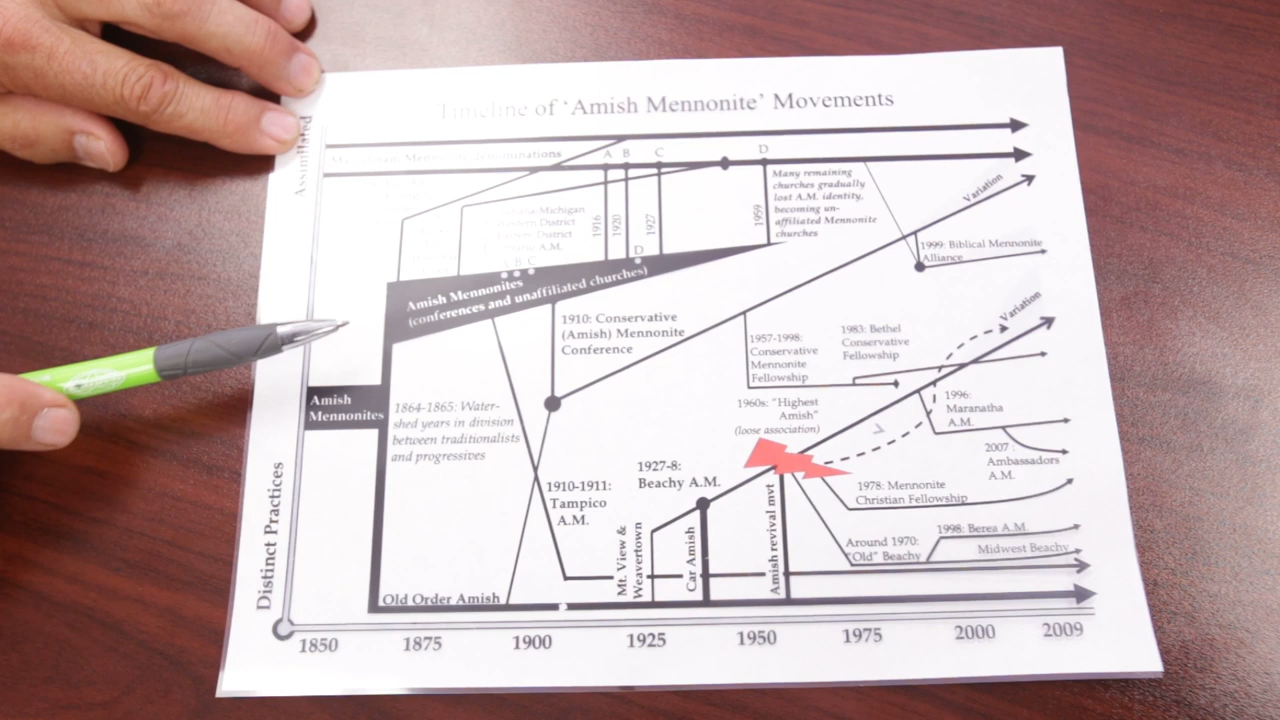 Timeline of 'Amish Mennonite' Movements
Assimilated
denominations
A B C D
Many remaining
churches gradually
lost A.M. identity,
becoming un-
affiliated Mennonite
churches
-Michigan
District
District
A.M.
1916
1920
1927
1959
Variation
1999: Biblical Mennonite
Alliance
A B C
D
Amish Mennonites
(conferences and unaffiliated churches)
1910: Conservative
(Amish) Mennonite
Conference
1957-1998:
Conservative
Mennonite
Fellowship
1983: Bethel
Conservative
Fellowship
Variation
Amish
Mennonites
1864-1865: Water-
shed years in division
between traditionalists
and progressives
1960s: "Highest
Amish"
(loose association)
1996:
Maranatha
A.M.
2007 :
Ambassadors
A.M.
1927-8:
Beachy A.M.
1910-1911:
Tampico
A.M.
1978: Mennonite
Christian Fellowship
Mt. View &
Weavertown
Car Amish
Amish revival mvt
Around 1970:
"Old" Beachy
1998: Berea A.M.
Midwest Beachy
Distinct Practices
Old Order Amish
1850 1875 1900 1925 1950 1975 2000 2009